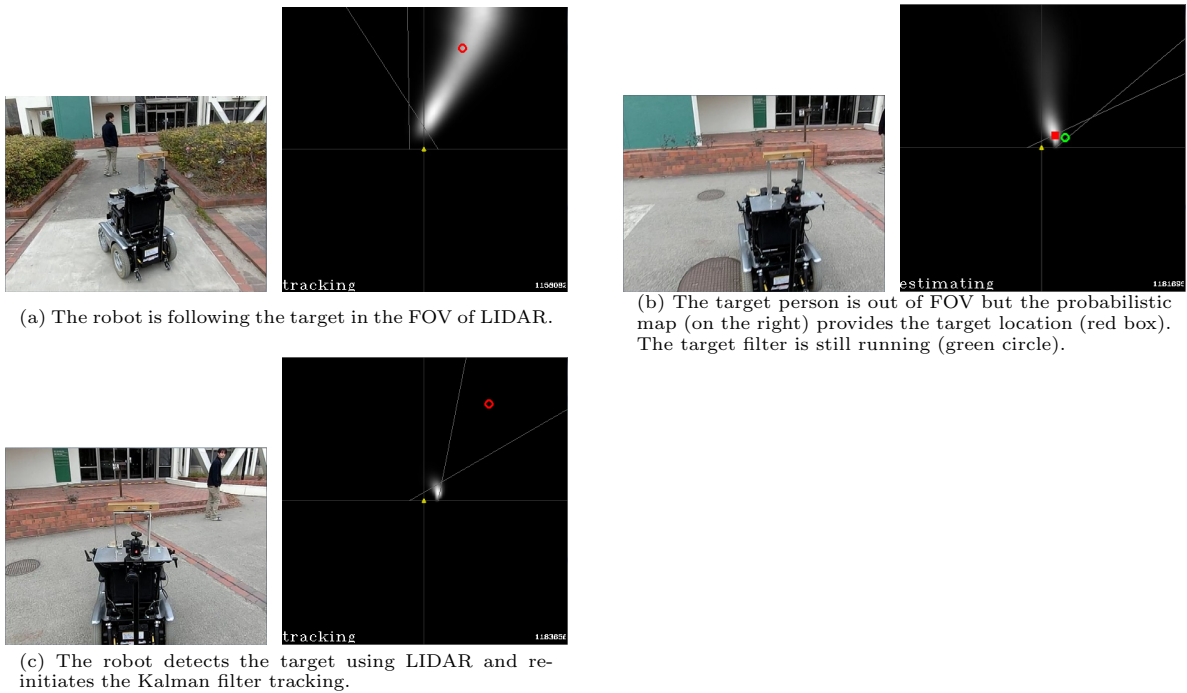 tracking
(a) The robot is following the target in the FOV of LIDAR.
estimating
(b) The target person is out of FOV but the probabilistic
map (on the right) provides the target location (red box).
The target filter is still running (green circle).
tracking
(c) The robot detects the target using LIDAR and re-
initiates the Kalman filter tracking.